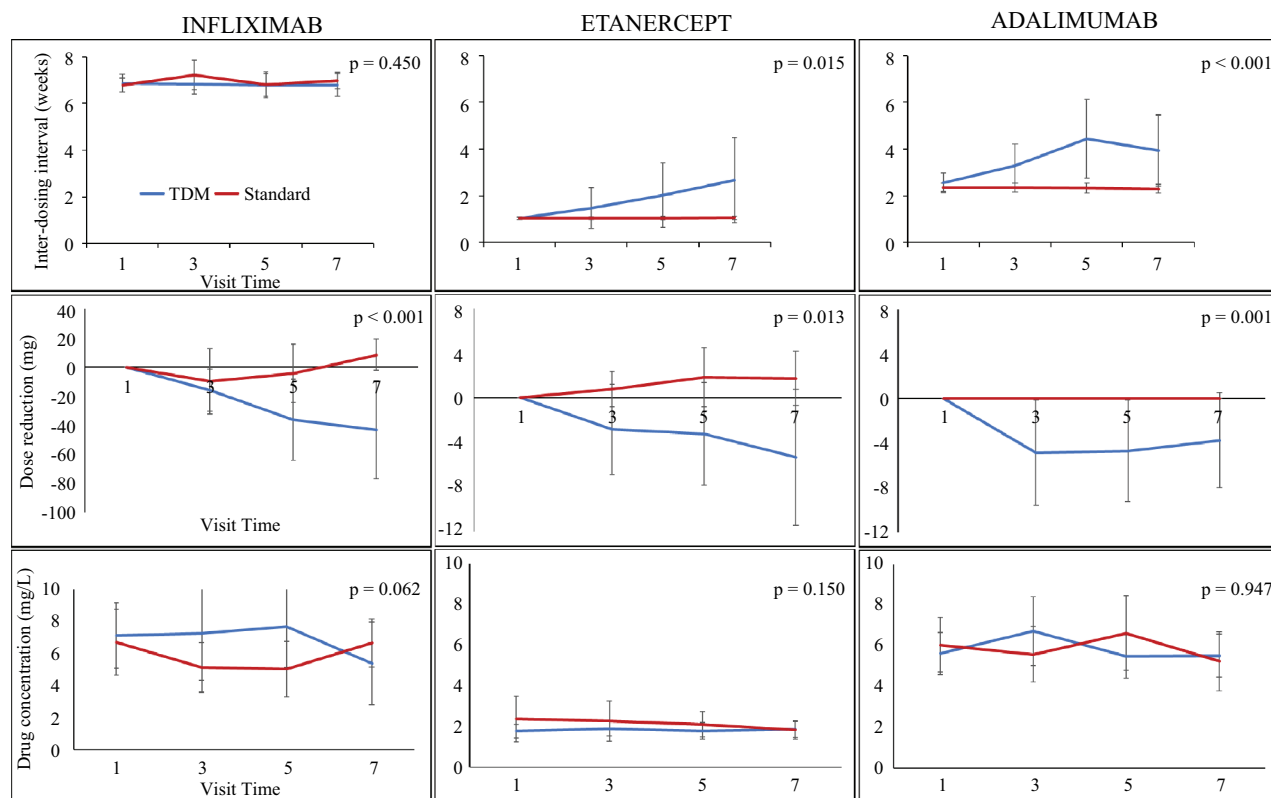 INFLIXIMAB ETANERCEPT ADALIMUMAB
Inter-dosing interval (weeks)
8
6
4
2
0
p = 0.450
TDM Standard
1 3 5 7
Visit Time
8
6
4
2
0
p = 0.015
1 3 5 7
8
6
4
2
0
p < 0.001
1 3 5 7
Dose reduction (mg)
40
20
0
-20
-40
-60
-80
-100
p < 0.001
1 3 5 7
Visit Time
8
4
0
-4
-8
-12
p = 0.013
1 3 5 7
8
4
0
-4
-8
-12
p = 0.001
1 3 5 7
Drug concentration (mg/L)
10
8
6
4
2
0
p = 0.062
1 3 5 7
Visit Time
10
8
6
4
2
0
p = 0.150
1 3 5 7
10
8
6
4
2
0
p = 0.947
1 3 5 7